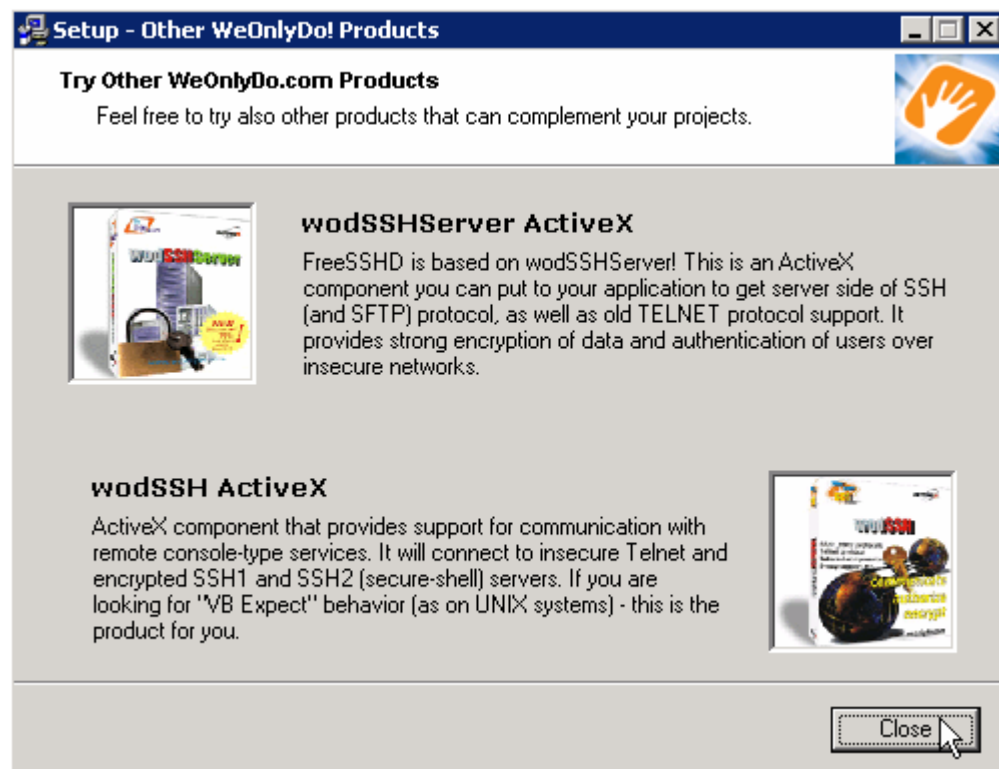 Setup - Other WeOnlyDo! Products
Try Other WeOnlyDo.com Products
Feel free to try also other products that can complement your projects.
wodSSHServer
wodSSHServer ActiveX
FreeSSHD is based on wodSSHServer! This is an ActiveX
component you can put to your application to get server side of SSH
(and SFTP) protocol, as well as old TELNET protocol support. It
provides strong encryption of data and authentication of users over
insecure networks.
wodSSH ActiveX
ActiveX component that provides support for communication with
remote console-type services. It will connect to insecure Telnet and
encrypted SSH1 and SSH2 (secure-shell) servers. If you are
looking for "VB Expect" behavior (as on UNIX systems) - this is the
product for you.
wodSSH
communicate
authorize
encrypt
Close